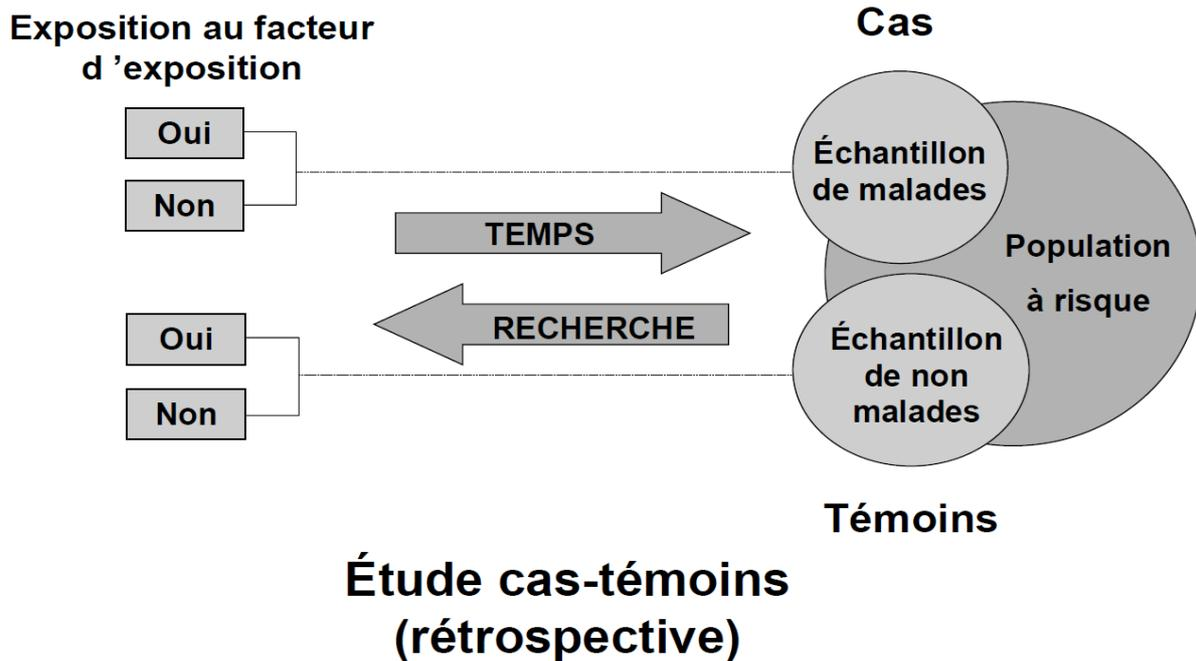 Exposition au facteur
d ’exposition
Oui
Non
Oui
Non
TEMPS
RECHERCHE
Cas
Échantillon
de malades
Population
à risque
Échantillon
de non
malades
Témoins
Étude cas-témoins
(rétrospective)